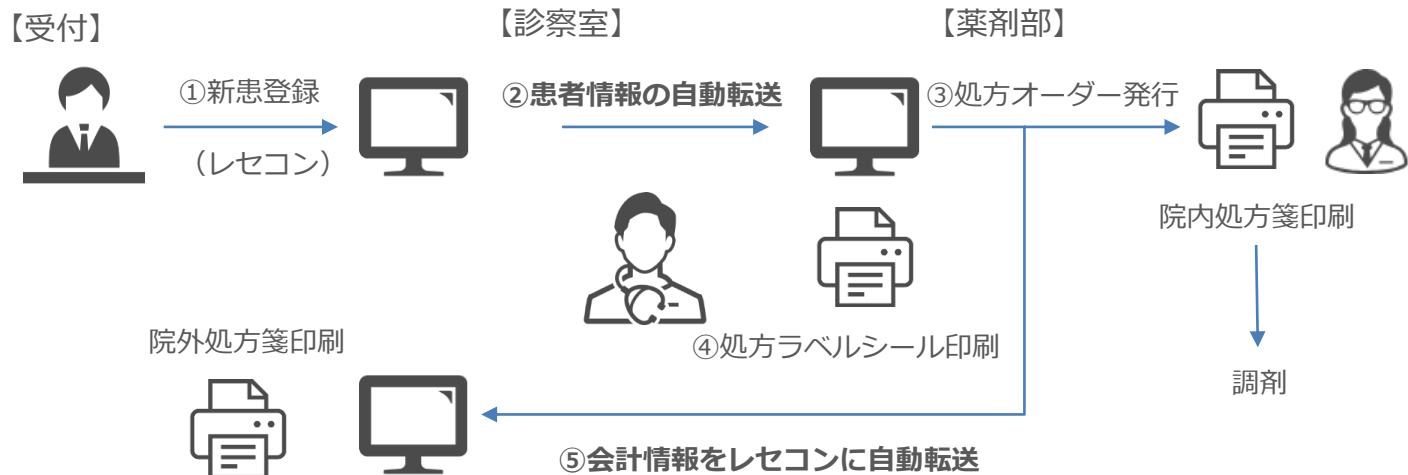 【受付】
【診察室】
【薬剤部】
①新患登録
（レセコン）
②患者情報の自動転送
③処方オーダー発行
院内処方箋印刷
④処方ラベルシール印刷
院外処方箋印刷
調剤
⑤会計情報をレセコンに自動転送